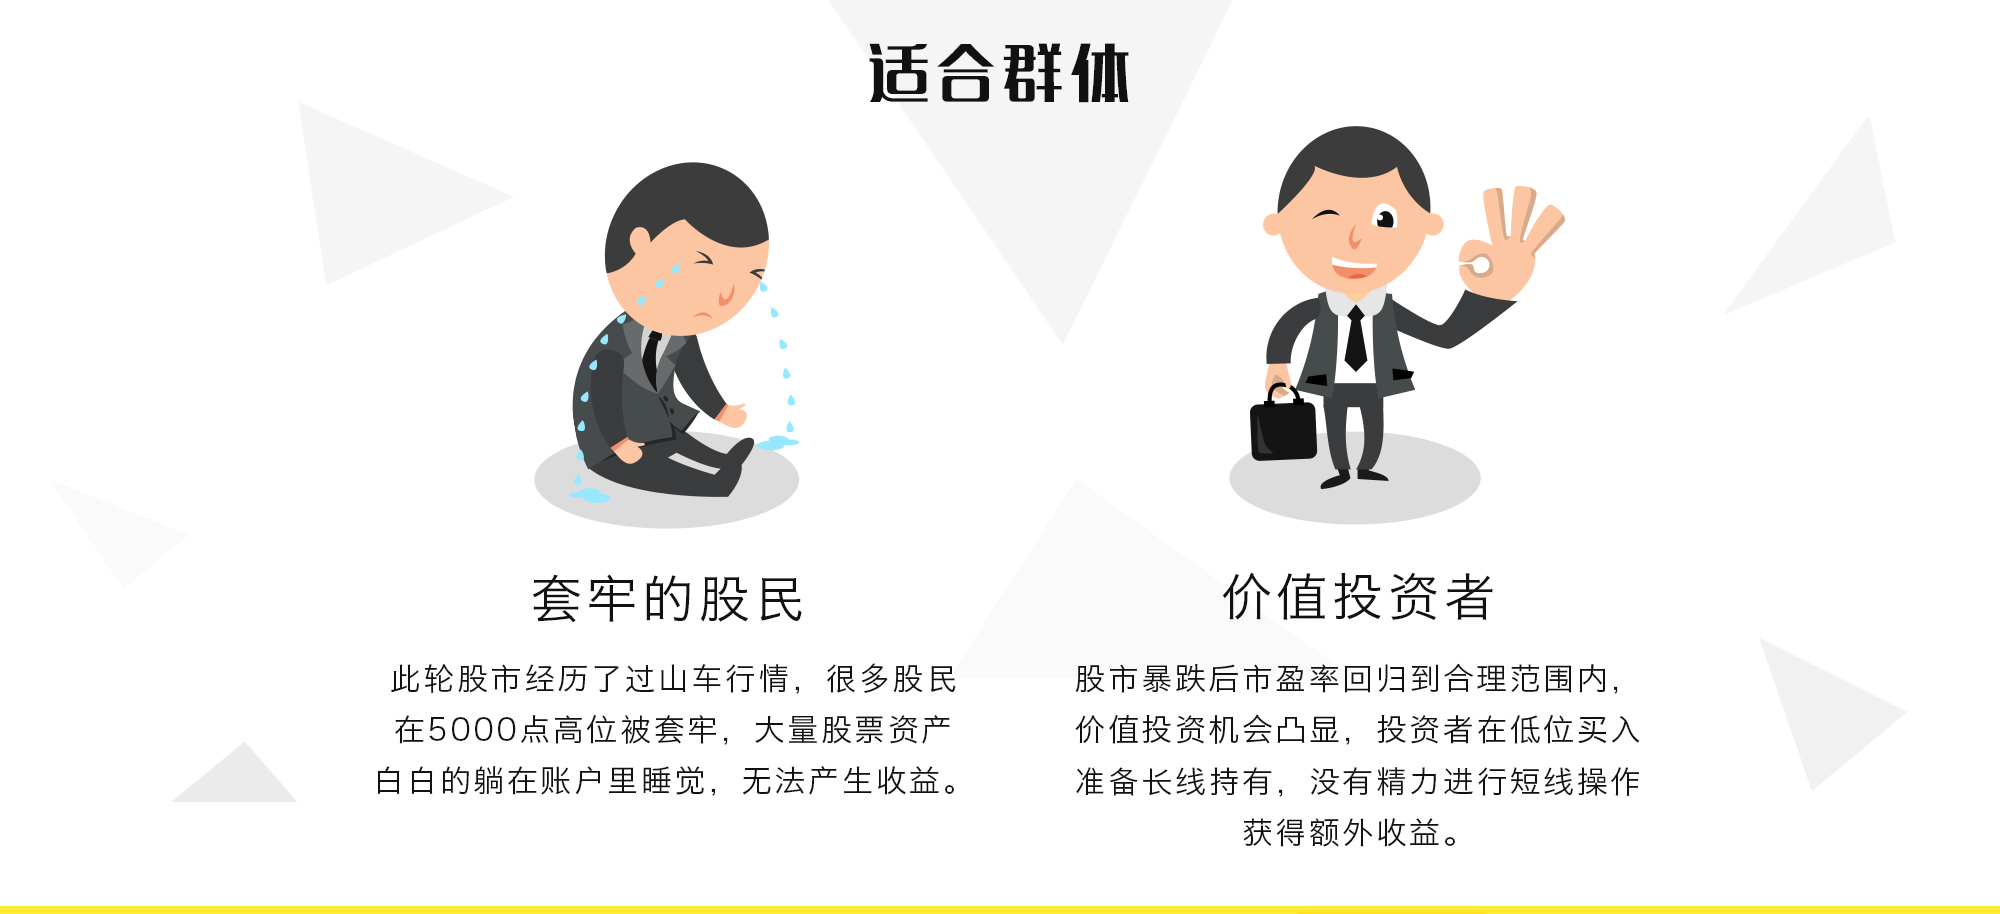 适合群体
套牢的股民
此轮股市经历了过山车行情，很多股民
在5000点高位被套牢，大量股票资产
白白的躺在账户里睡觉，无法产生收益。
价值投资者
股市暴跌后市盈率回归到合理范围内，
价值投资机会凸显，投资者在低位买入
准备长线持有，没有精力进行短线操作
获得额外收益。